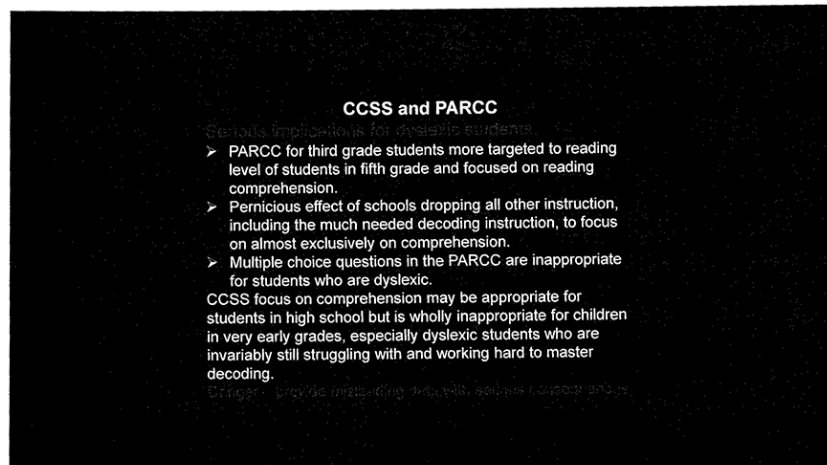 CCSS and PARCC
Serious implications for dyslexic students
➢ PARCC for third grade students more targeted to reading
level of students in fifth grade and focused on reading
comprehension.
➢ Pernicious effect of schools dropping all other instruction,
including the much needed decoding instruction, to focus
on almost exclusively on comprehension.
➢ Multiple choice questions in the PARCC are inappropriate
for students who are dyslexic.
CCSS focus on comprehension may be appropriate for
students in high school but is wholly inappropriate for children
in very early grades, especially dyslexic students who are
invariably still struggling with and working hard to master
decoding.
provide misleading with serious consequences